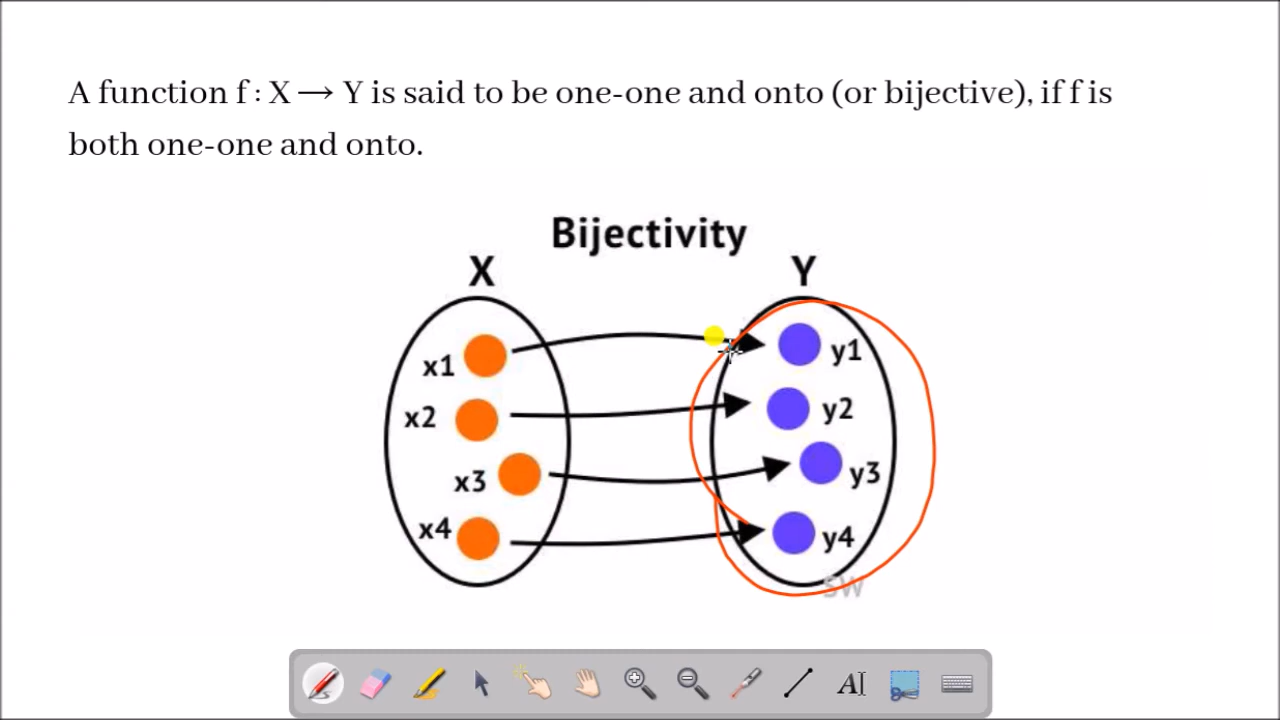 A function f : X → Y is said to be one-one and onto (or bijective), if f is
both one-one and onto.
Bijectivity
X Y
x1 y1
x2 y2
x3 y3
x4 y4
SW
AI